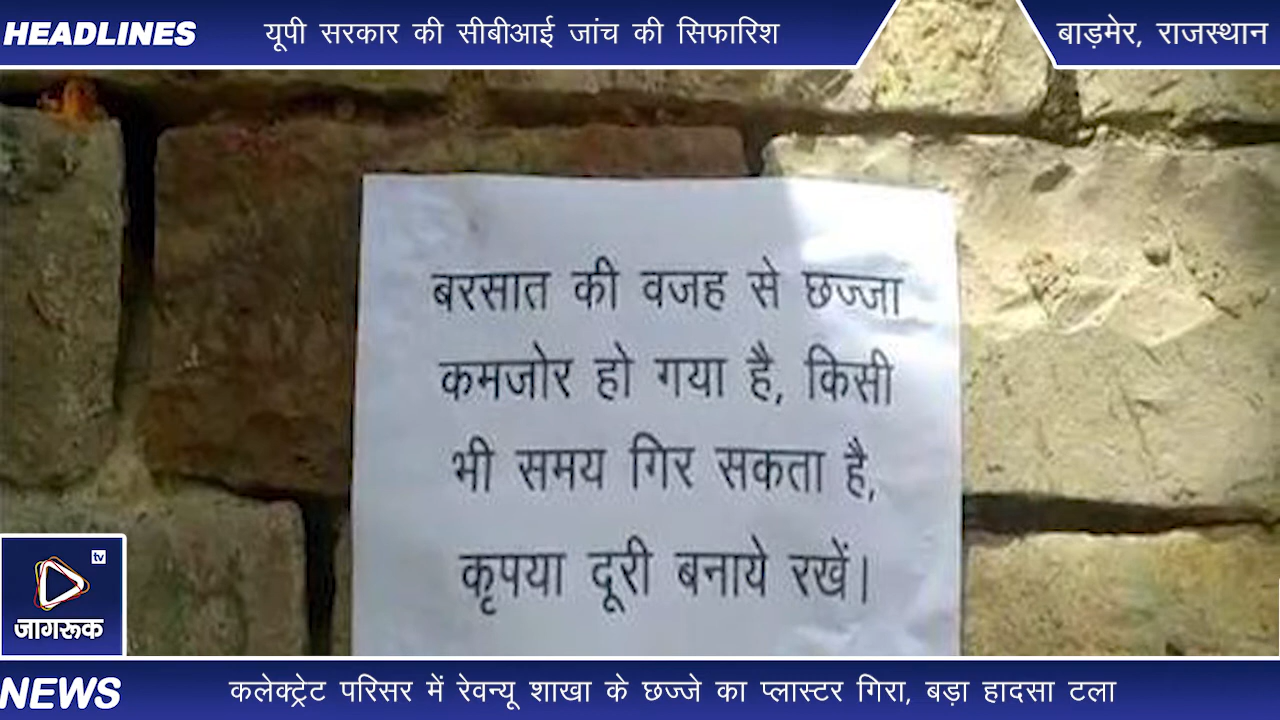 HEADLINES
यूपी सरकार की सीबीआई जांच की सिफारिश
बाड़मेर, राजस्थान
बरसात की वजह से छज्जा
कमजोर हो गया है, किसी
भी समय गिर सकता है,
कृपया दूरी बनाये रखें।
tv
जागरूक
NEWS
कलेक्ट्रेट परिसर में रेवन्यू शाखा के छज्जे का प्लास्टर गिरा, बड़ा हादसा टला